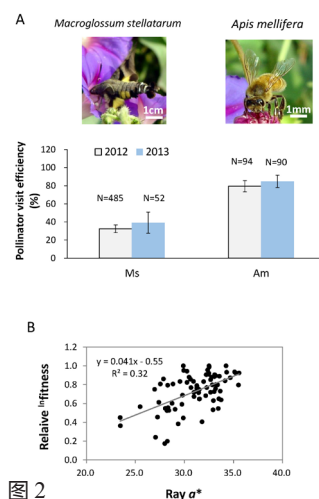 A
Macroglossum stellatarum Apis mellifera
1cm 1mm
Pollinator visit efficiency (%)
120
100
80
60
40
20
0
2012 2013
N=485 N=52 N=94 N=90
Ms Am
B
Relaive lnfitness
1.2
1.0
0.8
0.6
0.4
0.2
0.0
y = 0.041x - 0.55
R² = 0.32
20.0 25.0 30.0 35.0 40.0
Ray a*
图 2